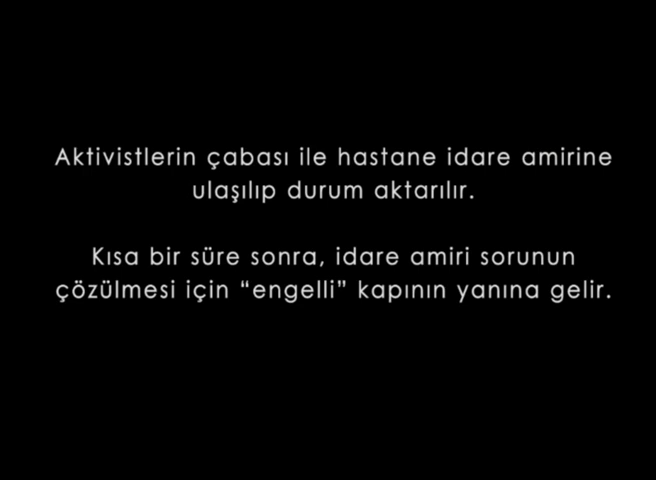 Aktivistlerin çabası ile hastane idare amirine
ulaşılıp durum aktarılır.
Kısa bir süre sonra, idare amiri sorunun
çözülmesi için “engelli” kapının yanına gelir.